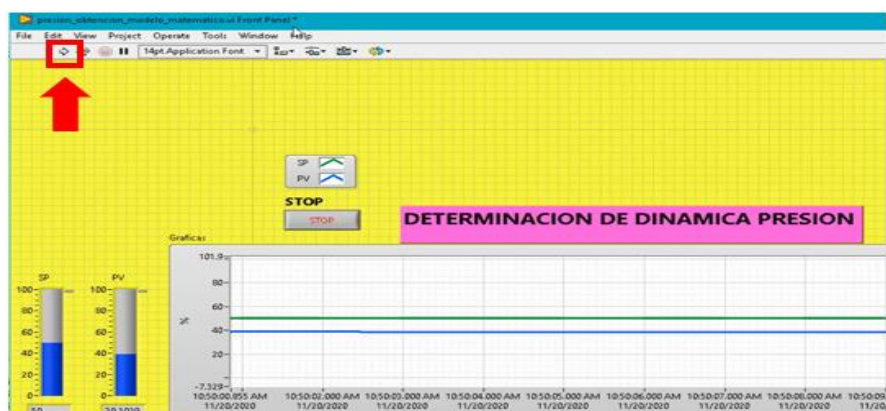 presion_obtencion_modelo_matematico.vi Front Panel *
File Edit View Project Operate Tools Window Help
14pt Application Font
SP
PV
STOP
STOP
DETERMINACION DE DINAMICA PRESION
Graficas
SP
100
80
60
40
20
0
50
PV
100
80
60
40
20
0
%
101.9
80
60
40
20
-7.329
10:50:00.855 AM 10:50:02.000 AM 10:50:03.000 AM 10:50:04.000 AM 10:50:05.000 AM 10:50:06.000 AM 10:50:07.000 AM 10:50:08.000 AM 10:50:09
11/20/2020 11/20/2020 11/20/2020 11/20/2020 11/20/2020 11/20/2020 11/20/2020 11/20/2020 11/20